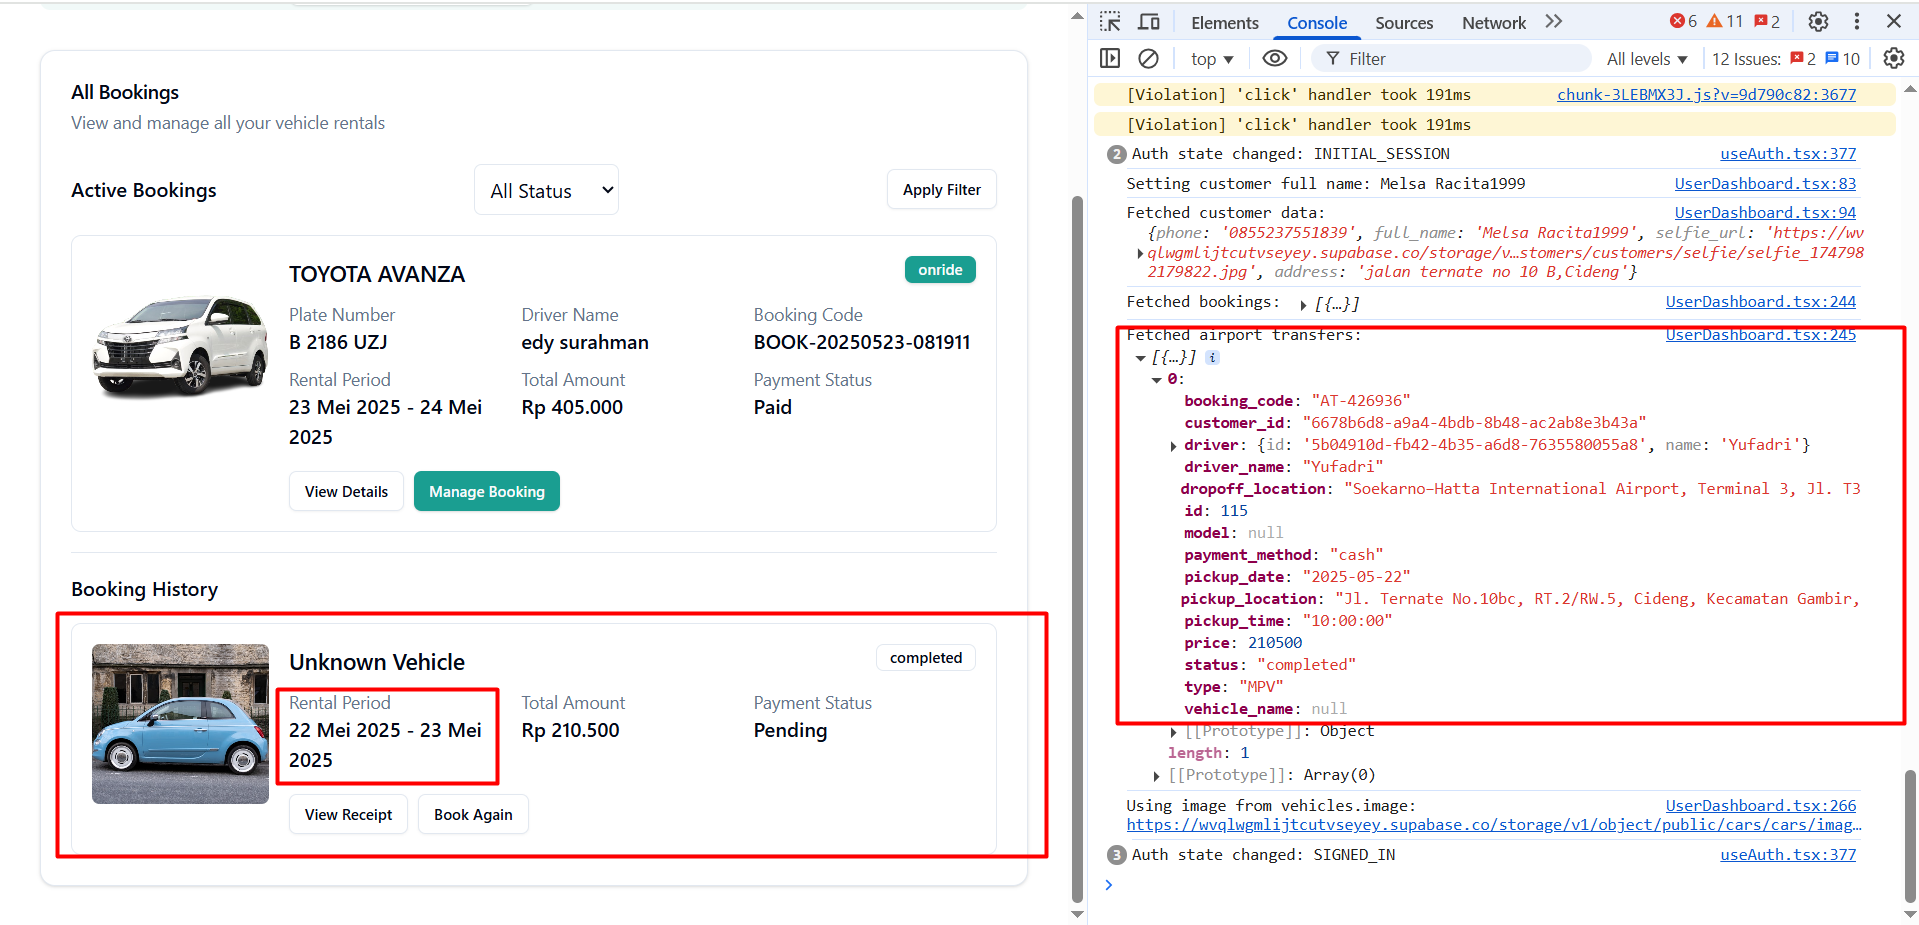 All Bookings
View and manage all your vehicle rentals
Active Bookings
All Status
Apply Filter
TOYOTA AVANZA
onride
Plate Number
Driver Name
Booking Code
B 2186 UZJ
edy surahman
BOOK-20250523-081911
Rental Period
Total Amount
Payment Status
23 Mei 2025 - 24 Mei
2025
Rp 405.000
Paid
View Details
Manage Booking
Booking History
Unknown Vehicle
completed
Rental Period
Total Amount
Payment Status
22 Mei 2025 - 23 Mei
2025
Rp 210.500
Pending
View Receipt
Book Again
Elements
Console
Sources
Network
6
11
2
top
Filter
All levels
12 Issues:
2
10
[Violation] 'click' handler took 191ms
chunk-3LEBMX3J.js?v=9d790c82:3677
[Violation] 'click' handler took 191ms
2 Auth state changed: INITIAL_SESSION
useAuth.tsx:377
Setting customer full name: Melsa Racita1999
UserDashboard.tsx:83
Fetched customer data:
UserDashboard.tsx:94
{phone: '0855237551839', full_name: 'Melsa Racita1999', selfie_url: 'https://wv
qlwgmlijtcutvseyey.supabase.co/storage/v…stomers/customers/selfie/selfie_174798
2179822.jpg', address: 'jalan ternate no 10 B,Cideng'}
Fetched bookings: [{…}]
UserDashboard.tsx:244
Fetched airport transfers:
UserDashboard.tsx:245
[{…}] i
0:
booking_code: "AT-426936"
customer_id: "6678b6d8-a9a4-4bdb-8b48-ac2ab8e3b43a"
driver: {id: '5b04910d-fb42-4b35-a6d8-7635580055a8', name: 'Yufadri'}
driver_name: "Yufadri"
dropoff_location: "Soekarno–Hatta International Airport, Terminal 3, Jl. T3
id: 115
model: null
payment_method: "cash"
pickup_date: "2025-05-22"
pickup_location: "Jl. Ternate No.10bc, RT.2/RW.5, Cideng, Kecamatan Gambir,
pickup_time: "10:00:00"
price: 210500
status: "completed"
type: "MPV"
vehicle_name: null
[[Prototype]]: Object
length: 1
[[Prototype]]: Array(0)
Using image from vehicles.image:
UserDashboard.tsx:266
https://wvqlwgmlijtcutvseyey.supabase.co/storage/v1/object/public/cars/cars/imag…
3 Auth state changed: SIGNED_IN
useAuth.tsx:377